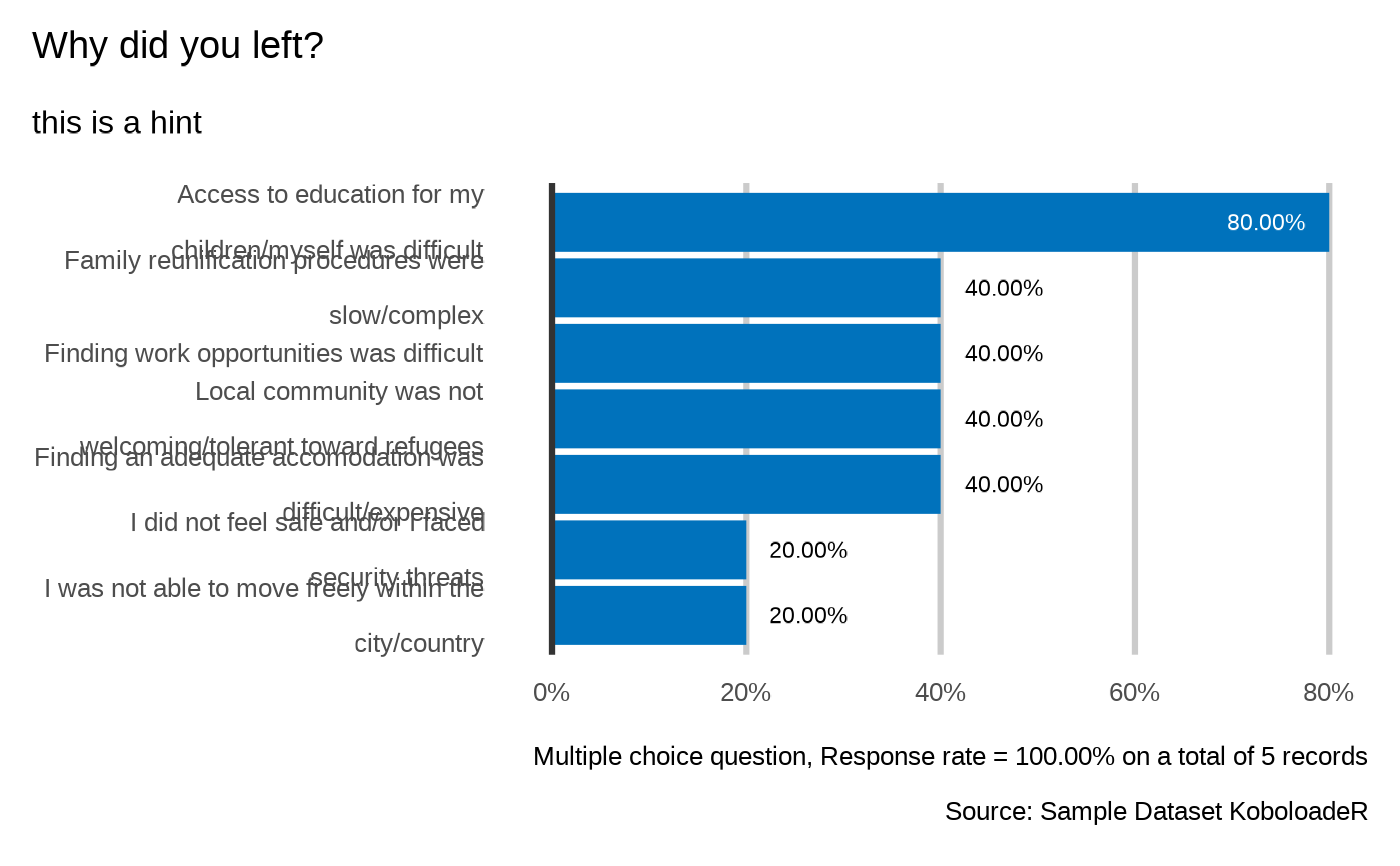 Why did you left?
this is a hint
Access to education for my
children/myself was difficult
80.00%
Family reunification procedures were
slow/complex
40.00%
Finding work opportunities was difficult
40.00%
Local community was not
welcoming/tolerant toward refugees
40.00%
Finding an adequate accomodation was
difficult/expensive
40.00%
I did not feel safe and/or I faced
security threats
20.00%
I was not able to move freely within the
city/country
20.00%
0% 20% 40% 60% 80%
Multiple choice question, Response rate = 100.00% on a total of 5 records
Source: Sample Dataset KoboloadeR